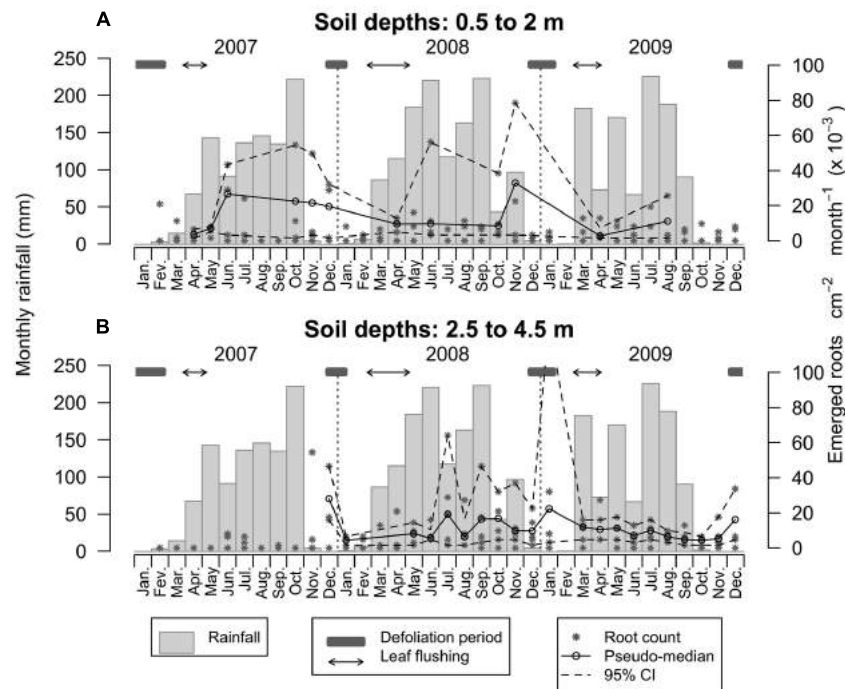 A
Soil depths: 0.5 to 2 m
2007 2008 2009
250
200
150
100
50
0
100
80
60
40
20
0
Jan. Fev. Mar. Apr. May Jun. Jul. Aug. Sep. Oct. Nov. Dec. Jan. Fev. Mar. Apr. May Jun. Jul. Aug. Sep. Oct. Nov. Dec. Jan. Fev. Mar. Apr. May Jun. Jul. Aug. Sep. Oct. Nov. Dec.
Monthly rainfall (mm)
Emerged roots cm-2 month-1 (x 10-3)
B
Soil depths: 2.5 to 4.5 m
2007 2008 2009
250
200
150
100
50
0
100
80
60
40
20
0
Jan. Fev. Mar. Apr. May Jun. Jul. Aug. Sep. Oct. Nov. Dec. Jan. Fev. Mar. Apr. May Jun. Jul. Aug. Sep. Oct. Nov. Dec. Jan. Fev. Mar. Apr. May Jun. Jul. Aug. Sep. Oct. Nov. Dec.
Rainfall
Defoliation period
Leaf flushing
Root count
Pseudo-median
95% CI